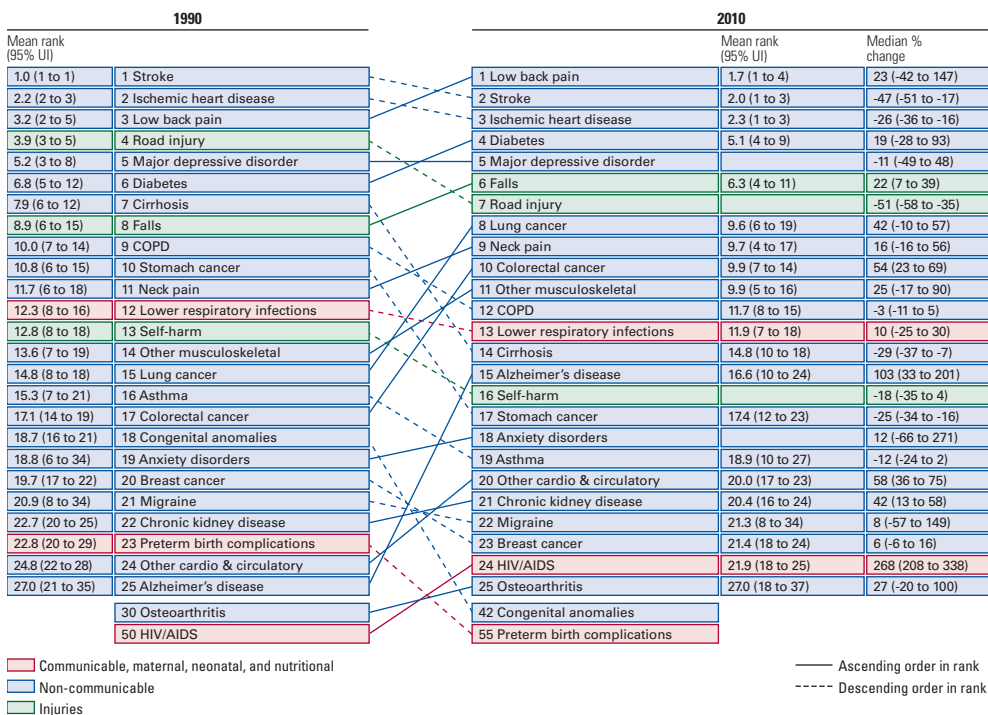 1990 2010
Mean rank (95% UI) Mean rank (95% UI) Median % change
1.0 (1 to 1) 1 Stroke 1 Low back pain 1.7 (1 to 4) 23 (-42 to 147)
2.2 (2 to 3) 2 Ischemic heart disease 2 Stroke 2.0 (1 to 3) -47 (-51 to -17)
3.2 (2 to 5) 3 Low back pain 3 Ischemic heart disease 2.3 (1 to 3) -26 (-36 to -16)
3.9 (3 to 5) 4 Road injury 4 Diabetes 5.1 (4 to 9) 19 (-28 to 93)
5.2 (3 to 8) 5 Major depressive disorder 5 Major depressive disorder -11 (-49 to 48)
6.8 (5 to 12) 6 Diabetes 6 Falls 6.3 (4 to 11) 22 (7 to 39)
7.9 (6 to 12) 7 Cirrhosis 7 Road injury -51 (-58 to -35)
8.9 (6 to 15) 8 Falls 8 Lung cancer 9.6 (6 to 19) 42 (-10 to 57)
10.0 (7 to 14) 9 COPD 9 Neck pain 9.7 (4 to 17) 16 (-16 to 56)
10.8 (6 to 15) 10 Stomach cancer 10 Colorectal cancer 9.9 (7 to 14) 54 (23 to 69)
11.7 (6 to 18) 11 Neck pain 11 Other musculoskeletal 9.9 (5 to 16) 25 (-17 to 90)
12.3 (8 to 16) 12 Lower respiratory infections 12 COPD 11.7 (8 to 15) -3 (-11 to 5)
12.8 (8 to 18) 13 Self-harm 13 Lower respiratory infections 11.9 (7 to 18) 10 (-25 to 30)
13.6 (7 to 19) 14 Other musculoskeletal 14 Cirrhosis 14.8 (10 to 18) -29 (-37 to -7)
14.8 (8 to 18) 15 Lung cancer 15 Alzheimer's disease 16.6 (10 to 24) 103 (33 to 201)
15.3 (7 to 21) 16 Asthma 16 Self-harm -18 (-35 to 4)
17.1 (14 to 19) 17 Colorectal cancer 17 Stomach cancer 17.4 (12 to 23) -25 (-34 to -16)
18.7 (16 to 21) 18 Congenital anomalies 18 Anxiety disorders 12 (-66 to 271)
18.8 (6 to 34) 19 Anxiety disorders 19 Asthma 18.9 (10 to 27) -12 (-24 to 2)
19.7 (17 to 22) 20 Breast cancer 20 Other cardio & circulatory 20.0 (17 to 23) 58 (36 to 75)
20.9 (8 to 34) 21 Migraine 21 Chronic kidney disease 20.4 (16 to 24) 42 (13 to 58)
22.7 (20 to 25) 22 Chronic kidney disease 22 Migraine 21.3 (8 to 34) 8 (-57 to 149)
22.8 (20 to 29) 23 Preterm birth complications 23 Breast cancer 21.4 (18 to 24) 6 (-6 to 16)
24.8 (22 to 28) 24 Other cardio & circulatory 24 HIV/AIDS 21.9 (18 to 25) 268 (208 to 338)
27.0 (21 to 35) 25 Alzheimer's disease 25 Osteoarthritis 27.0 (18 to 37) 27 (-20 to 100)
30 Osteoarthritis 42 Congenital anomalies
50 HIV/AIDS 55 Preterm birth complications
Communicable, maternal, neonatal, and nutritional Ascending order in rank
Non-communicable Descending order in rank
Injuries